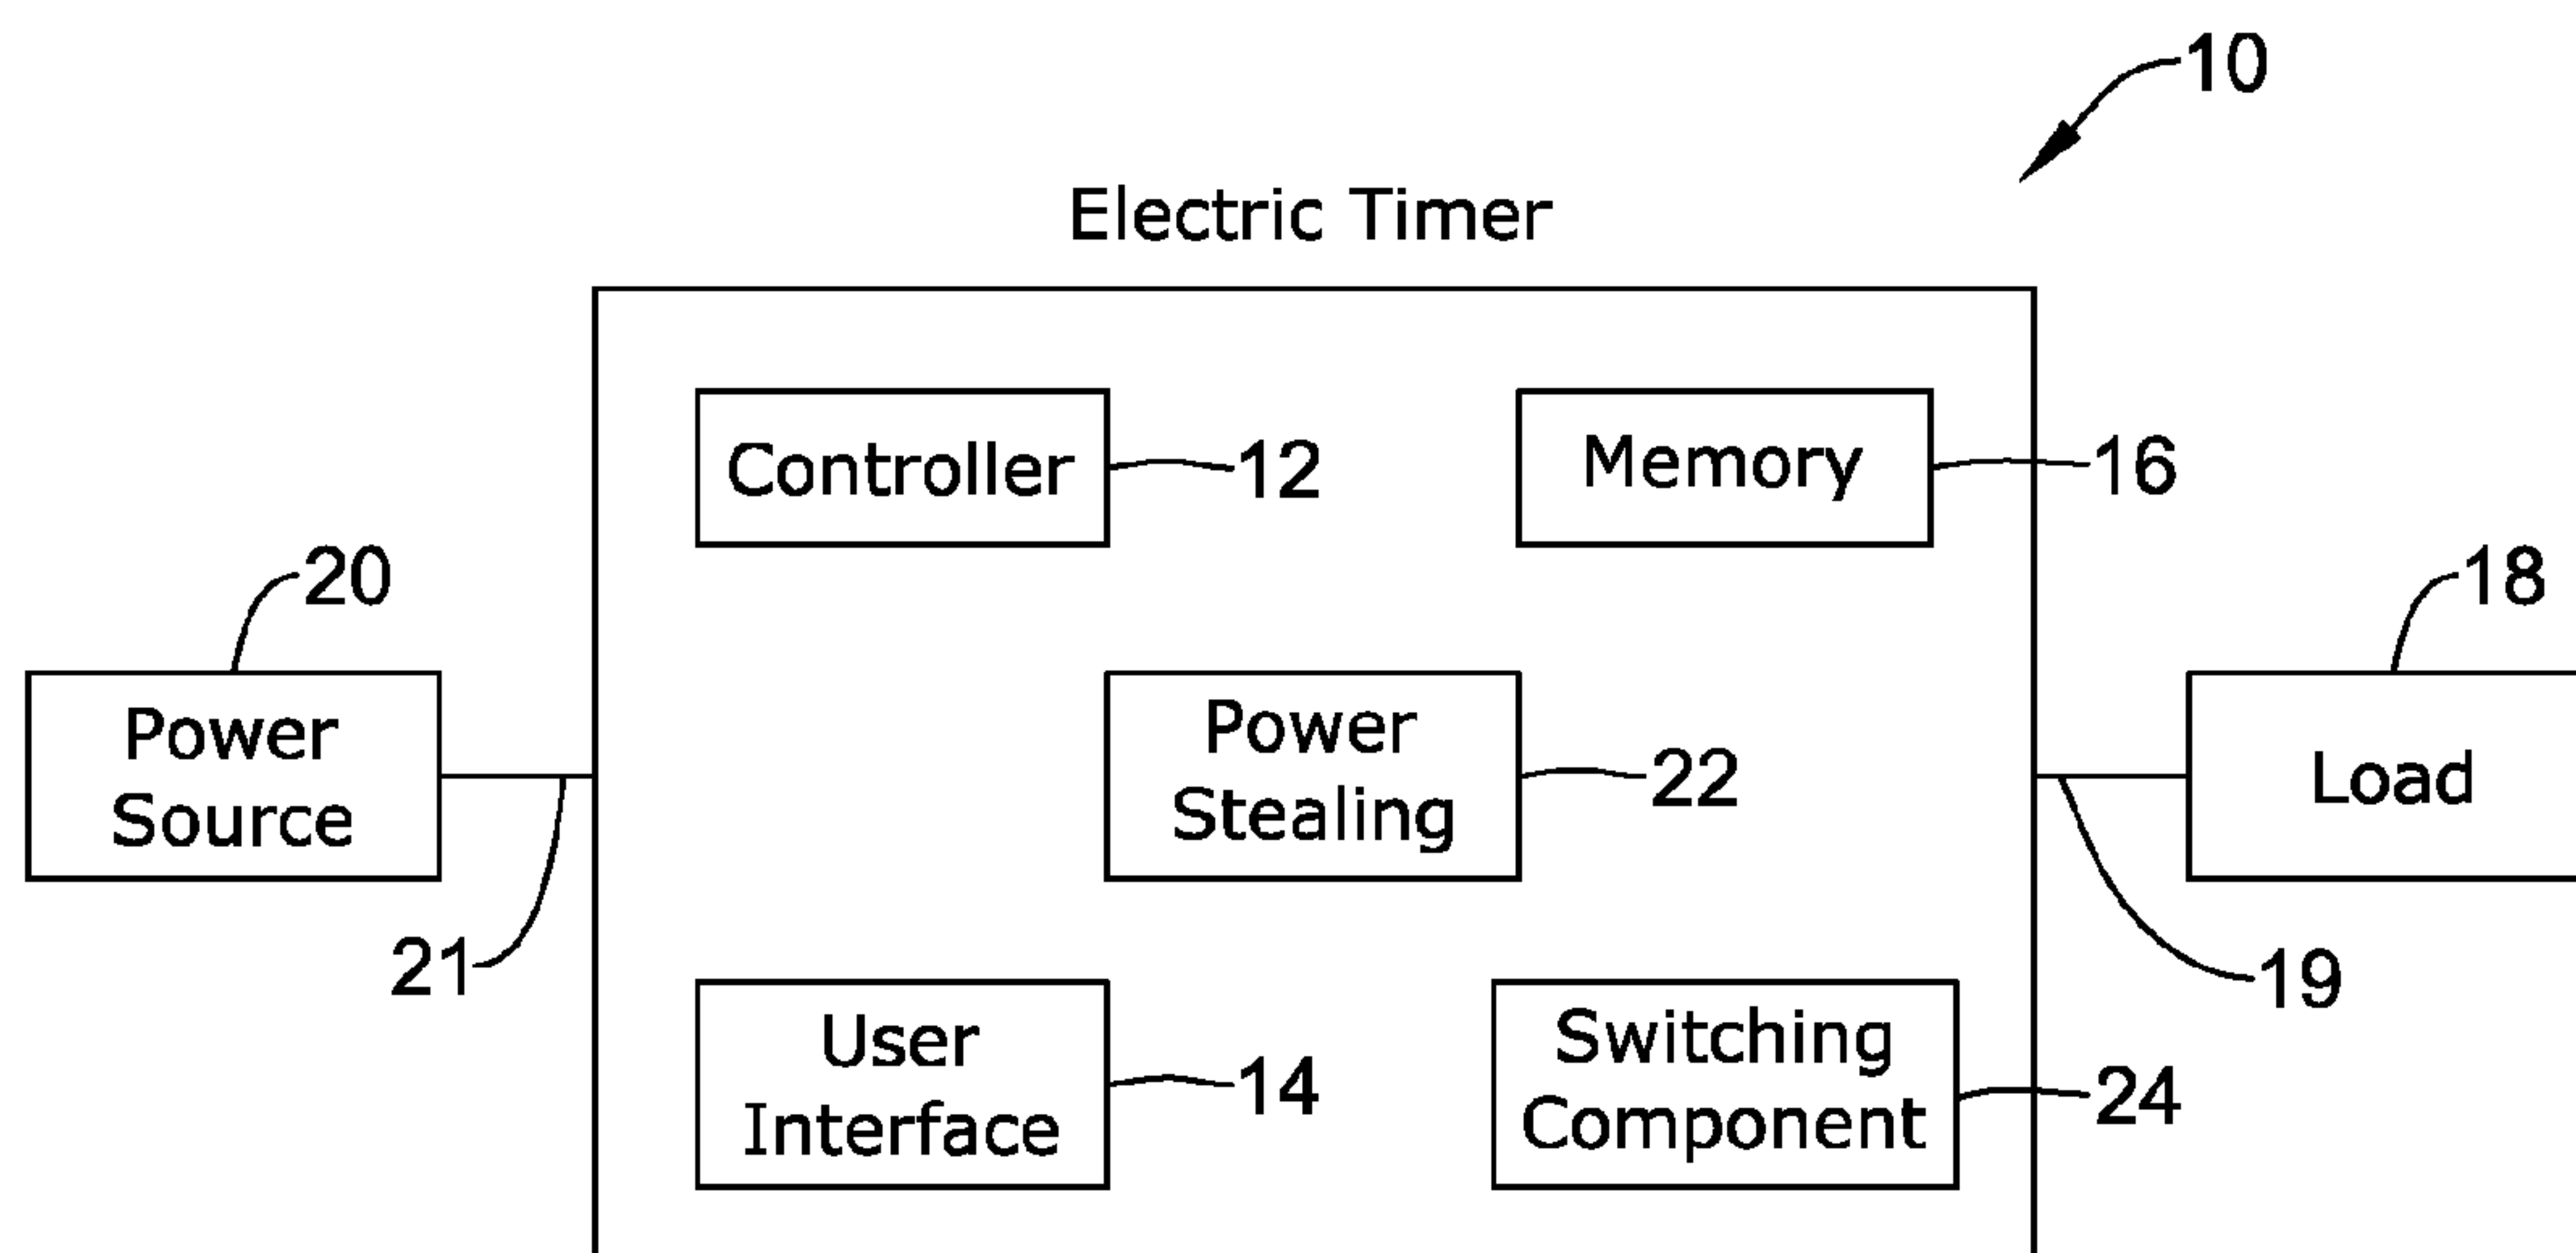 10
Electric Timer
Controller
12
Memory
16
20
18
Power
Source
Power
Stealing
22
Load
21
19
User
Interface
14
Switching
Component
24